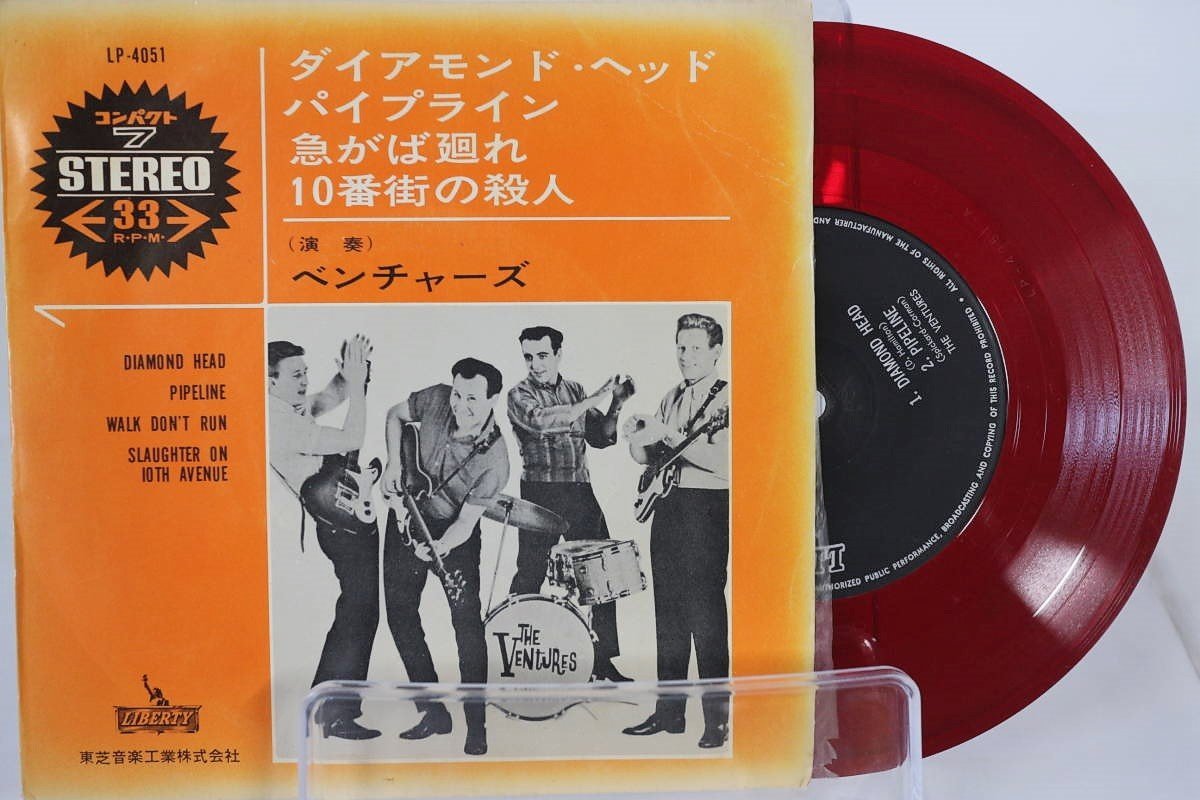 LP-4051
コンパクト
7
STEREO
33
R·P·M·
ダイアモンド・ヘッド
パイプライン
急がば廻れ
10番街の殺人
(演 奏)
ベンチャーズ
DIAMOND HEAD
PIPELINE
WALK DON'T RUN
SLAUGHTER ON
10TH AVENUE
THE
VENTURES
LIBERTY
東芝音楽工業株式会社
1. DIAMOND HEAD
(D. Hamilton)
2. PIPELINE
(Spickard-Carman)
THE VENTURES
ALL RIGHTS OF THE MANUFACTURER AND
PUBLIC PERFORMANCE, BROADCASTING AND COPYING OF THIS RECORD PROHIBITED •